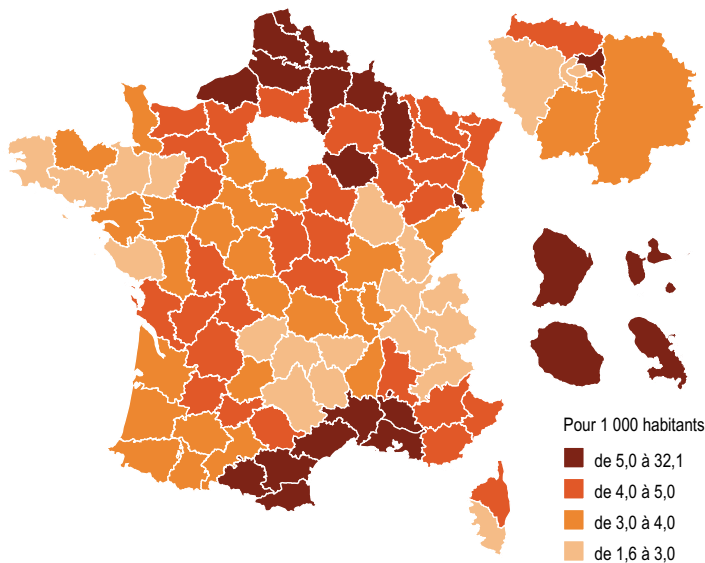 Pour 1 000 habitants
de 5,0 à 32,1
de 4,0 à 5,0
de 3,0 à 4,0
de 1,6 à 3,0